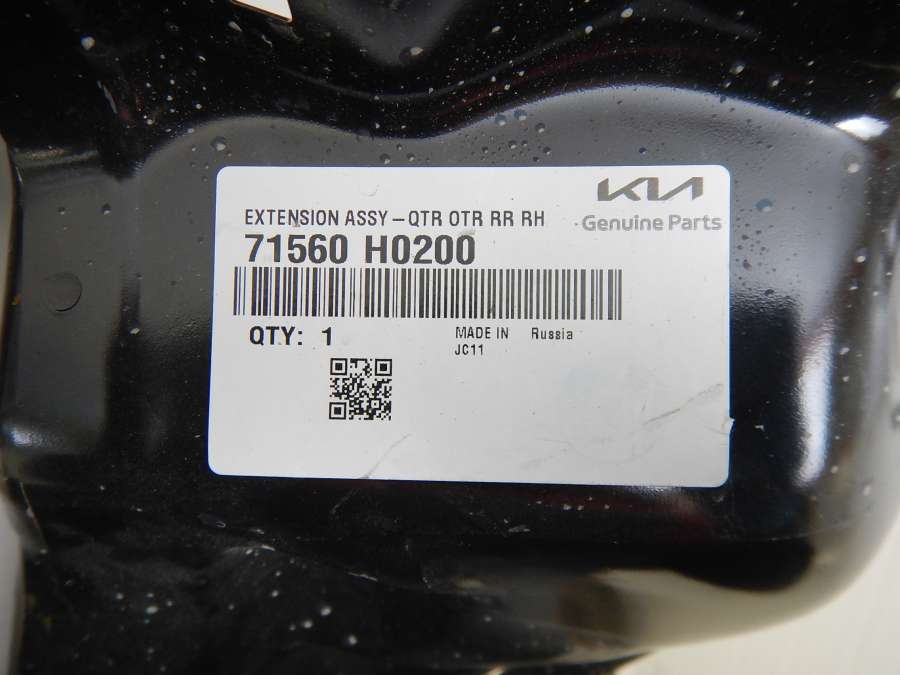 KIA
Genuine Parts
EXTENSION ASSY-QTR OTR RR RH
71560 H0200
QTY: 1
MADE IN Russia
JC11